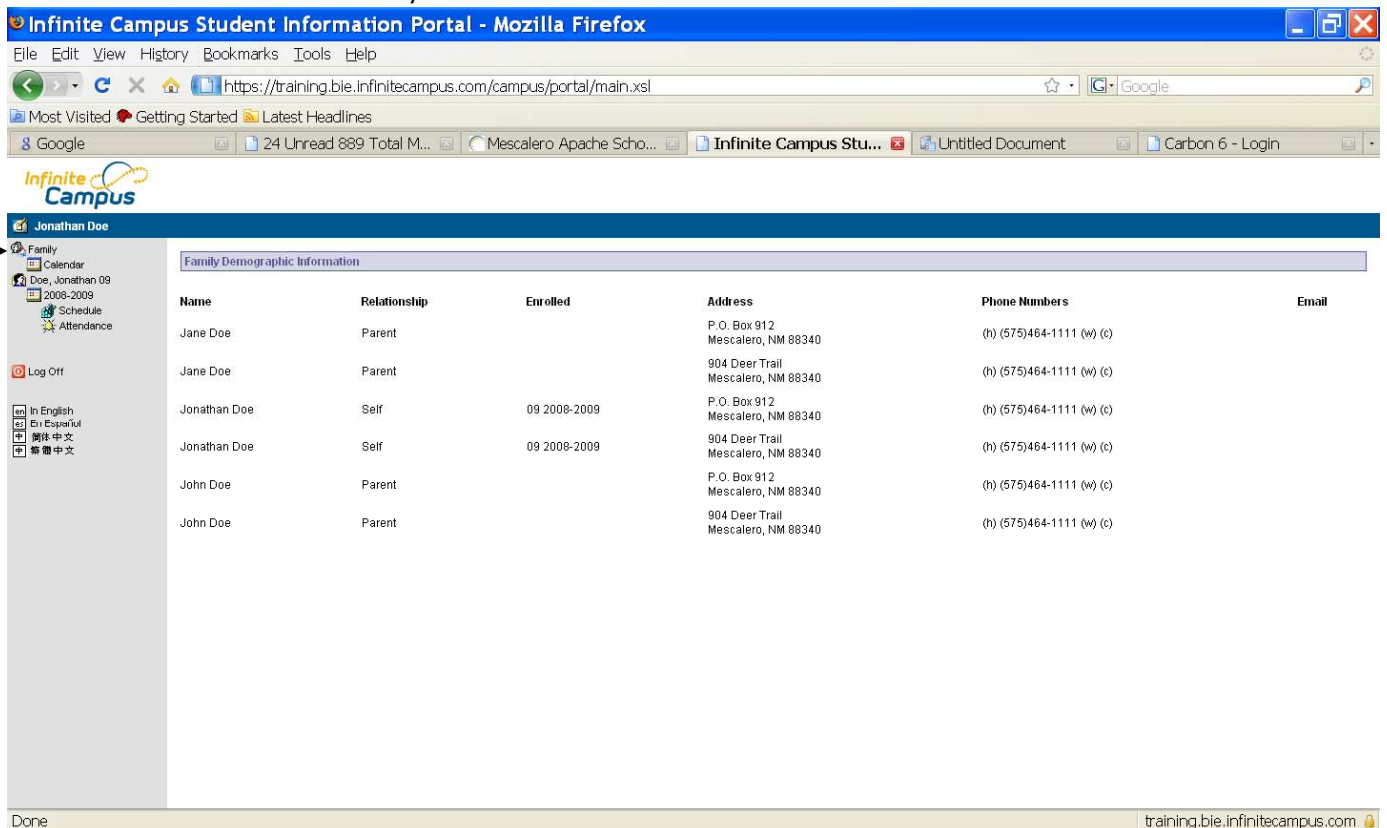 Infinite Campus Student Information Portal - Mozilla Firefox
File Edit View History Bookmarks Tools Help
https://training.bie.infinitecampus.com/campus/portal/main.xsl G Google
Most Visited Getting Started Latest Headlines
Google 24 Unread 889 Total M... Mescalero Apache Scho... Infinite Campus Stu... Untitled Document Carbon 6 - Login
Infinite
Campus
Jonathan Doe
Family
Calendar
Doe, Jonathan 09
2008-2009
Schedule
Attendance
Log Off
en In English
es En Español
中 简体中文
中 繁體中文
Family Demographic Information
Name Relationship Enrolled Address Phone Numbers Email
Jane Doe Parent P.O. Box 912 (h) (575)464-1111 (w) (c)
Mescalero, NM 88340
Jane Doe Parent 904 Deer Trail (h) (575)464-1111 (w) (c)
Mescalero, NM 88340
Jonathan Doe Self 09 2008-2009 P.O. Box 912 (h) (575)464-1111 (w) (c)
Mescalero, NM 88340
Jonathan Doe Self 09 2008-2009 904 Deer Trail (h) (575)464-1111 (w) (c)
Mescalero, NM 88340
John Doe Parent P.O. Box 912 (h) (575)464-1111 (w) (c)
Mescalero, NM 88340
John Doe Parent 904 Deer Trail (h) (575)464-1111 (w) (c)
Mescalero, NM 88340
Done training.bie.infinitecampus.com